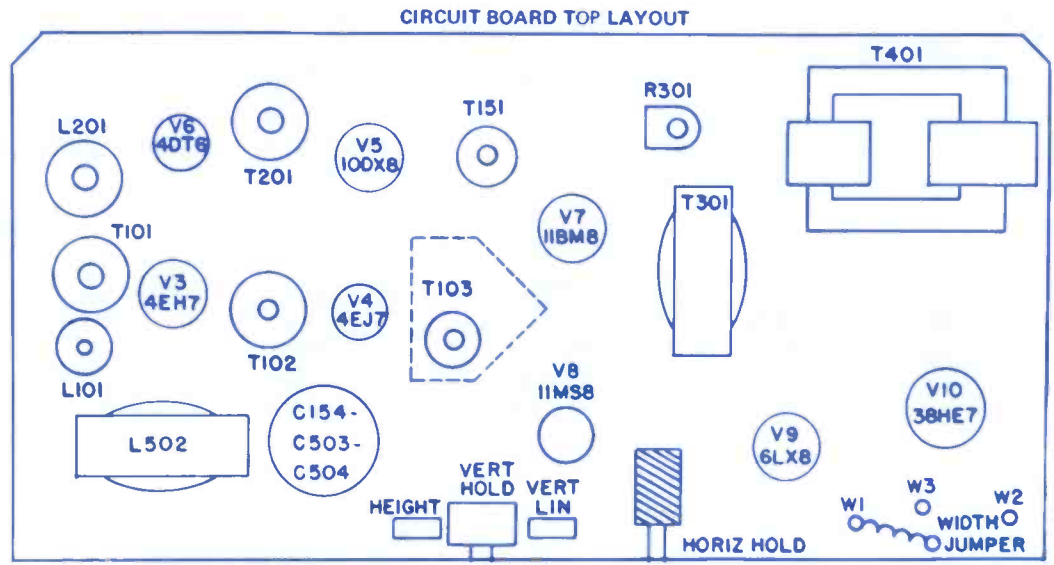 CIRCUIT BOARD TOP LAYOUT
T401
R301
T151
L201
V6
4DT6
V5
10DX8
T201
T301
V7
11BM8
T101
V3
4EH7
T103
V4
4EJ7
T102
L101
V8
11MS8
V10
38HE7
C154-
C503-
C504
L502
V9
6LX8
VERT
HOLD
VERT
LIN
HEIGHT
W3
W2
W1
WIDTH
JUMPER
HORIZ HOLD